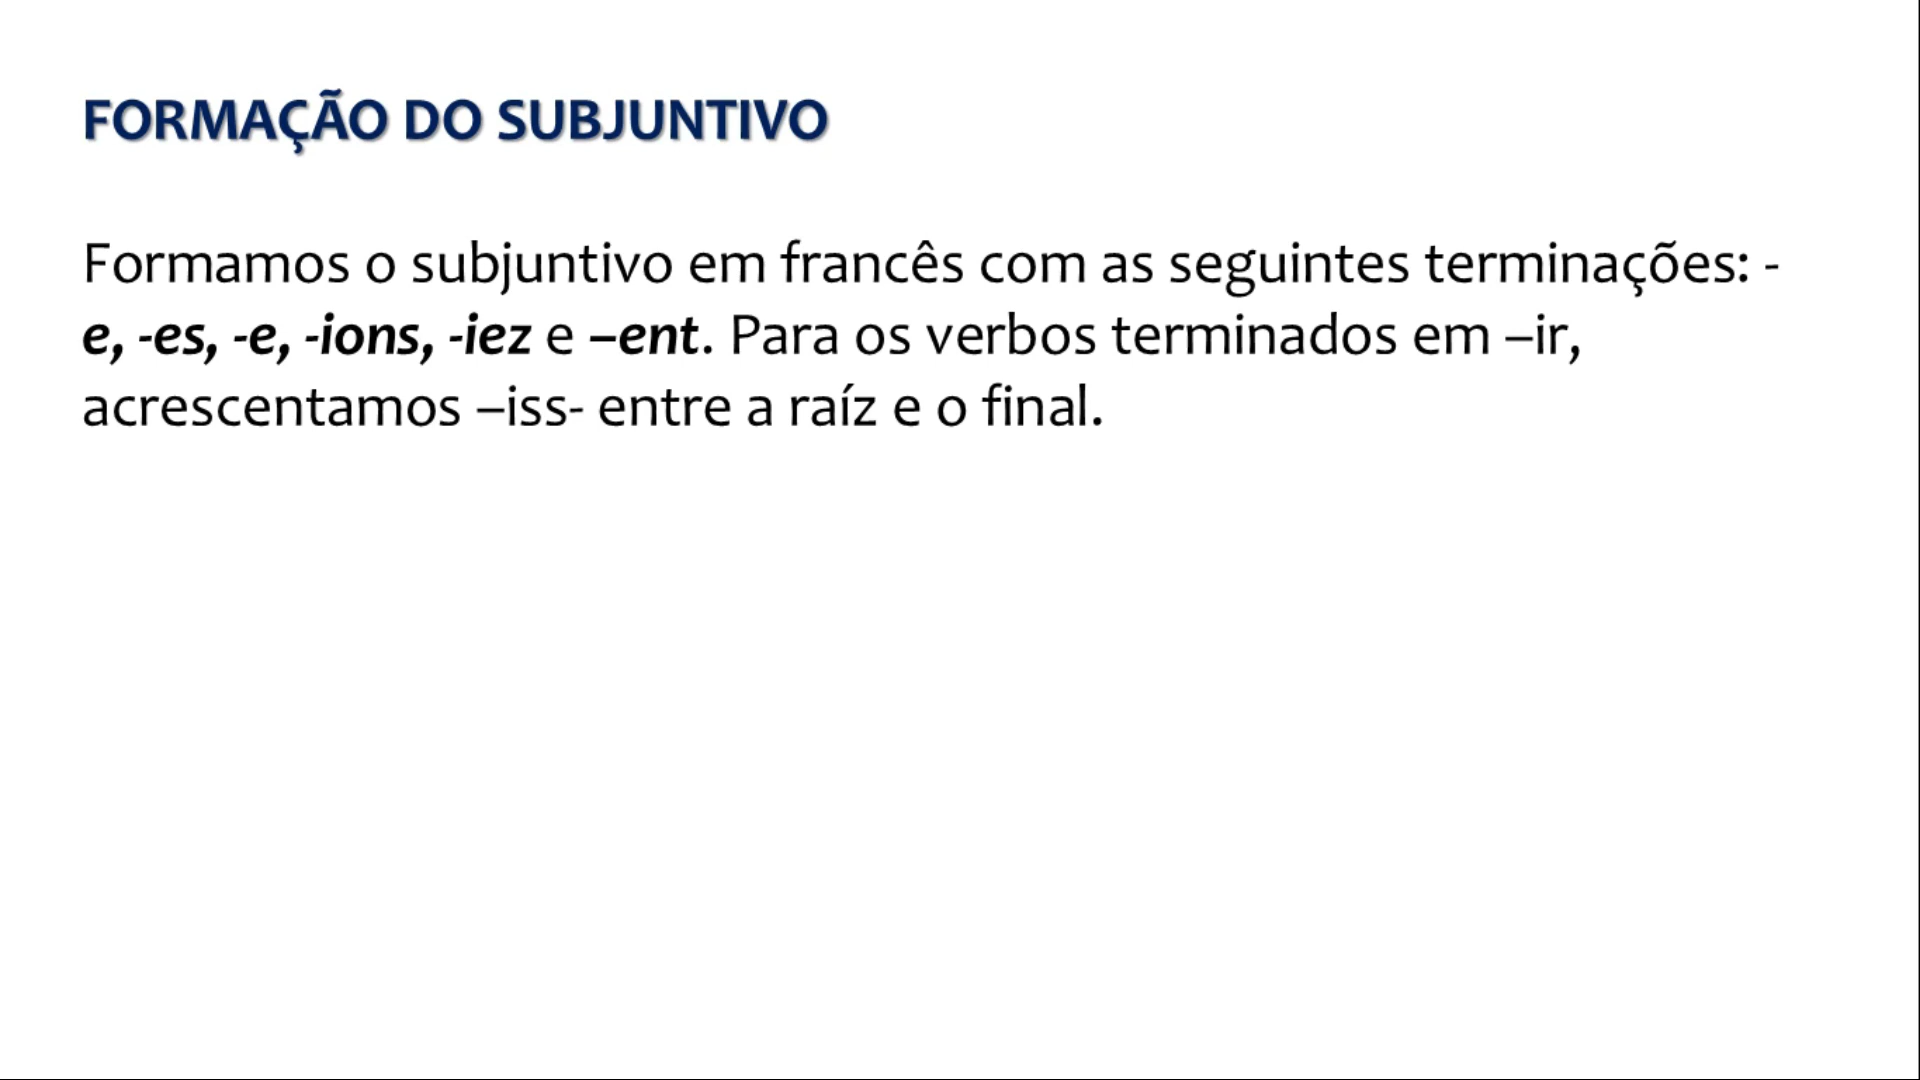 FORMAÇÃO DO SUBJUNTIVO
Formamos o subjuntivo em francês com as seguintes terminações: -
e, -es, -e, -ions, -iez e –ent. Para os verbos terminados em –ir,
acrescentamos –iss- entre a raíz e o final.